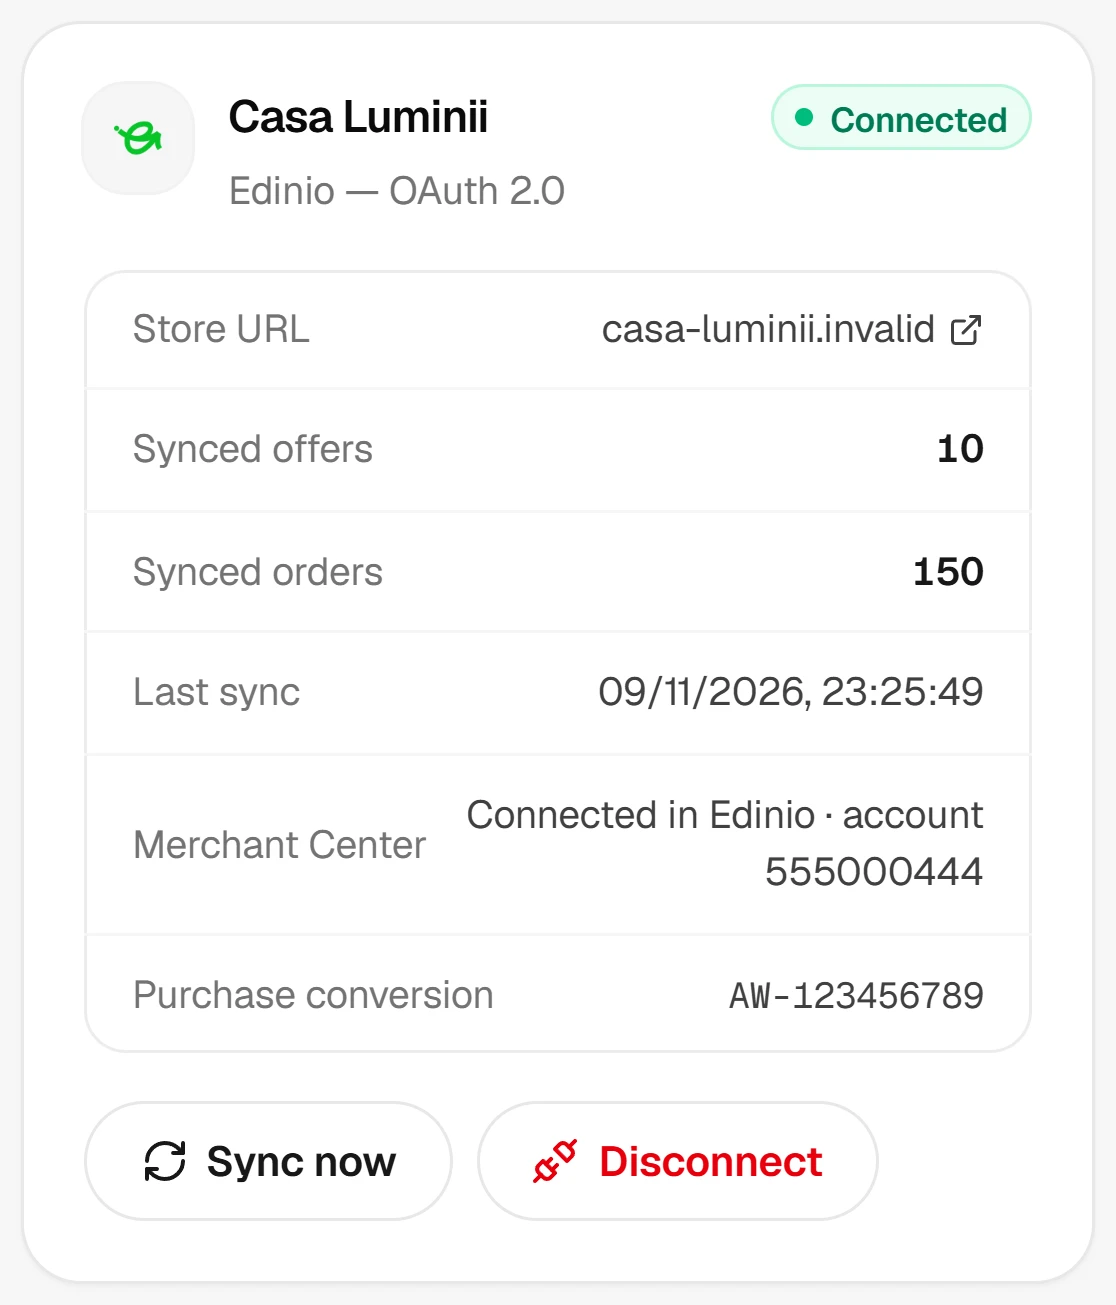 Casa Luminii
Connected
Edinio — OAuth 2.0
Store URL
casa-luminii.invalid
Synced offers
10
Synced orders
150
Last sync
09/11/2026, 23:25:49
Merchant Center
Connected in Edinio · account
555000444
Purchase conversion
AW-123456789
Sync now
Disconnect